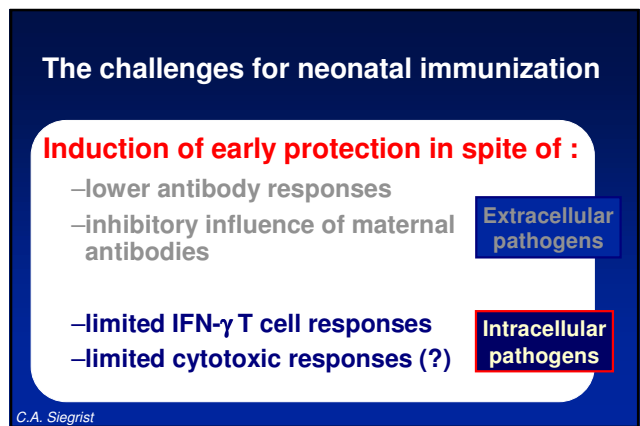 The challenges for neonatal immunization
Induction of early protection in spite of :
–lower antibody responses
–inhibitory influence of maternal
antibodies
Extracellular
pathogens
–limited IFN-γ T cell responses
–limited cytotoxic responses (?)
Intracellular
pathogens
C.A. Siegrist